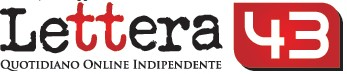 Lettera 43
QUOTIDIANO ONLINE INDIPENDENTE